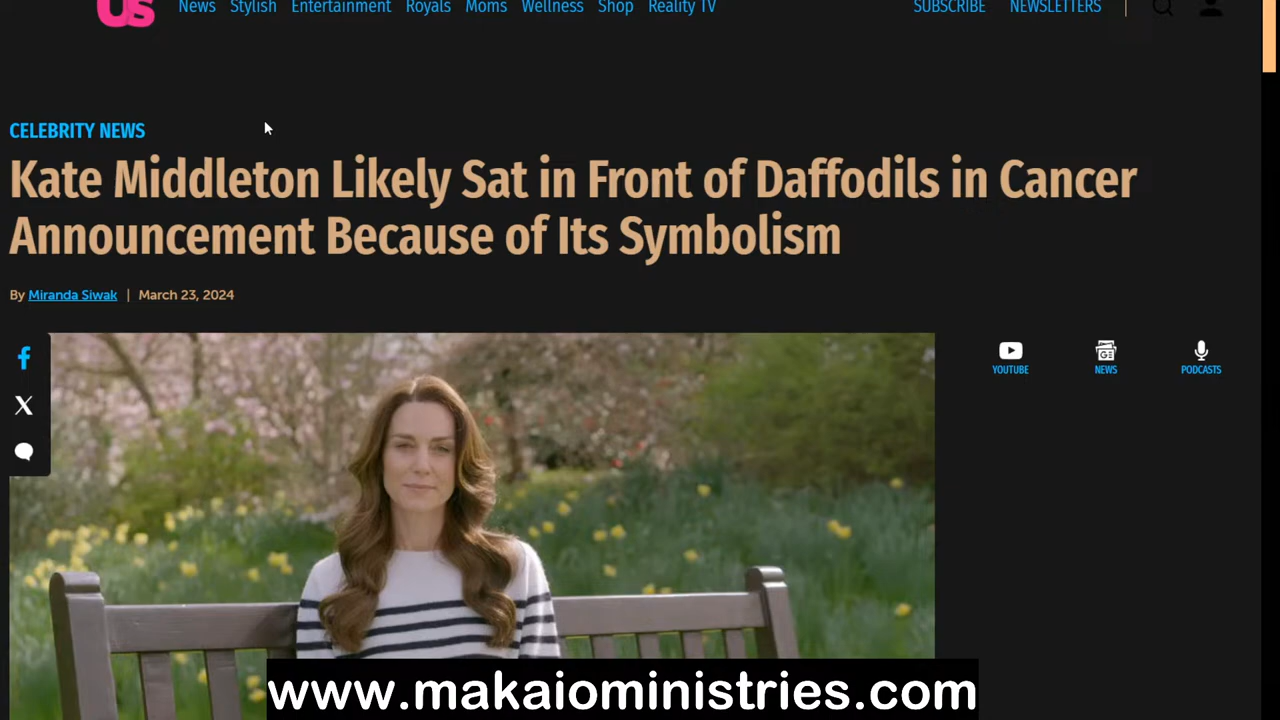 Us News Stylish Entertainment Royals Moms Wellness Shop Reality TV SUBSCRIBE NEWSLETTERS
CELEBRITY NEWS
Kate Middleton Likely Sat in Front of Daffodils in Cancer
Announcement Because of Its Symbolism
By Miranda Siwak | March 23, 2024
YOUTUBE NEWS PODCASTS
www.makaioministries.com